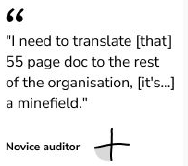 “
"I need to translate [that]
55 page doc to the rest
of the organisation, [it's...]
a minefield."
Novice auditor